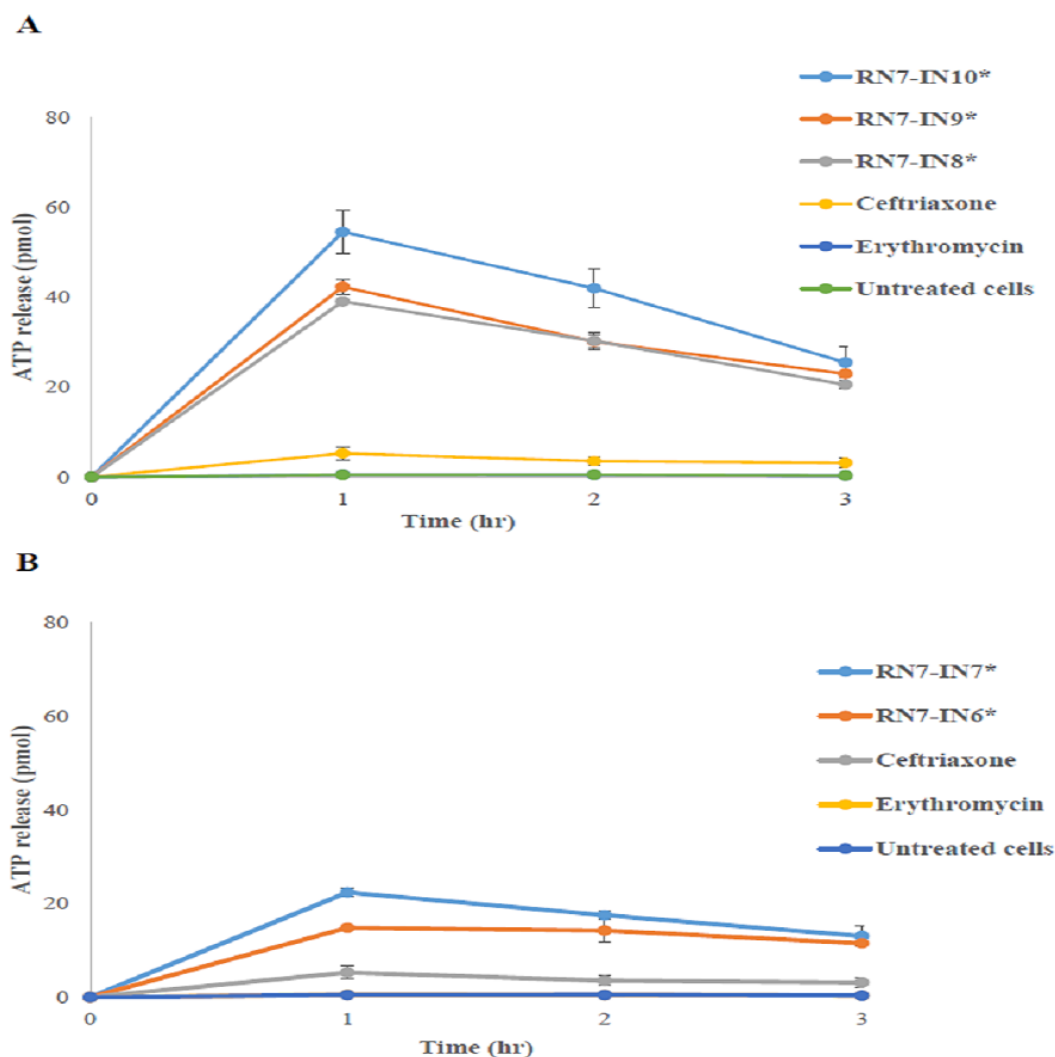 A
RN7-IN10*
RN7-IN9*
RN7-IN8*
Ceftriaxone
Erythromycin
Untreated cells
80
60
40
20
0
ATP release (pmol)
0 1 2 3
Time (hr)
B
RN7-IN7*
RN7-IN6*
Ceftriaxone
Erythromycin
Untreated cells
80
60
40
20
0
ATP release (pmol)
0 1 2 3
Time (hr)